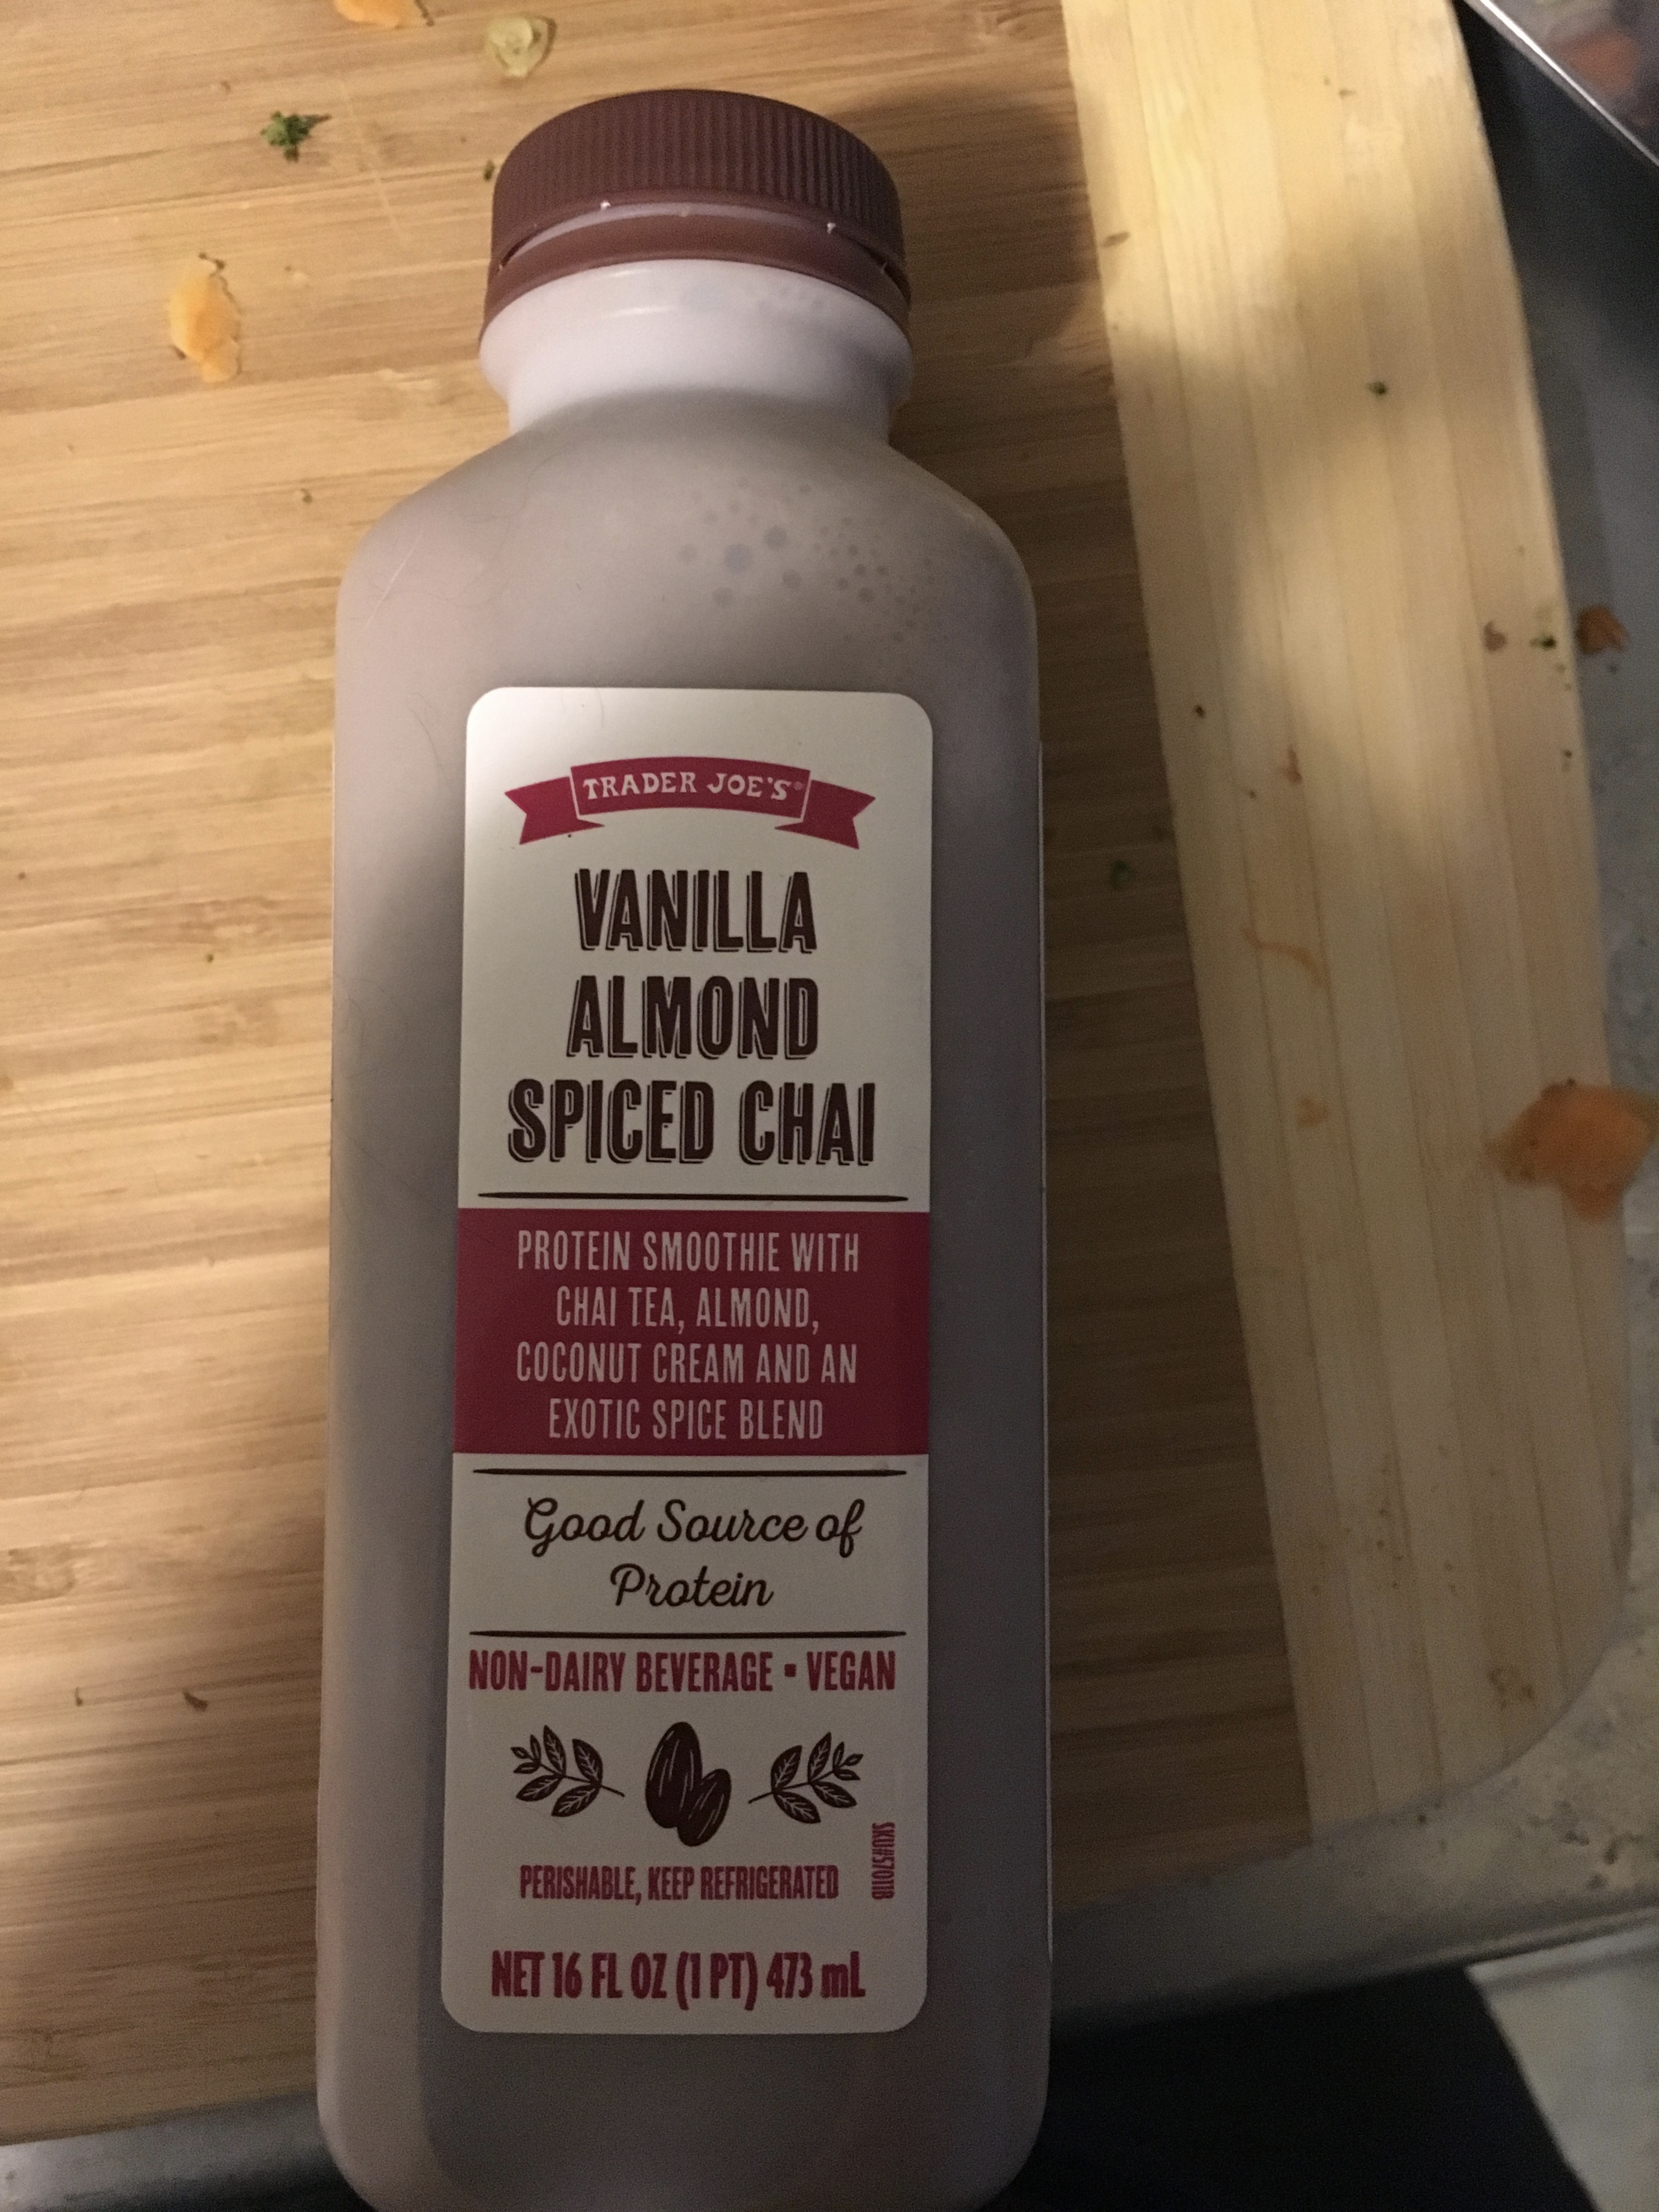 TRADER JOE'S®
VANILLA
ALMOND
SPICED CHAI
PROTEIN SMOOTHIE WITH
CHAI TEA, ALMOND,
COCONUT CREAM AND AN
EXOTIC SPICE BLEND
Good Source of
Protein
NON-DAIRY BEVERAGE ▪ VEGAN
PERISHABLE, KEEP REFRIGERATED
SKU#57011B
NET 16 FL OZ (1 PT) 473 mL